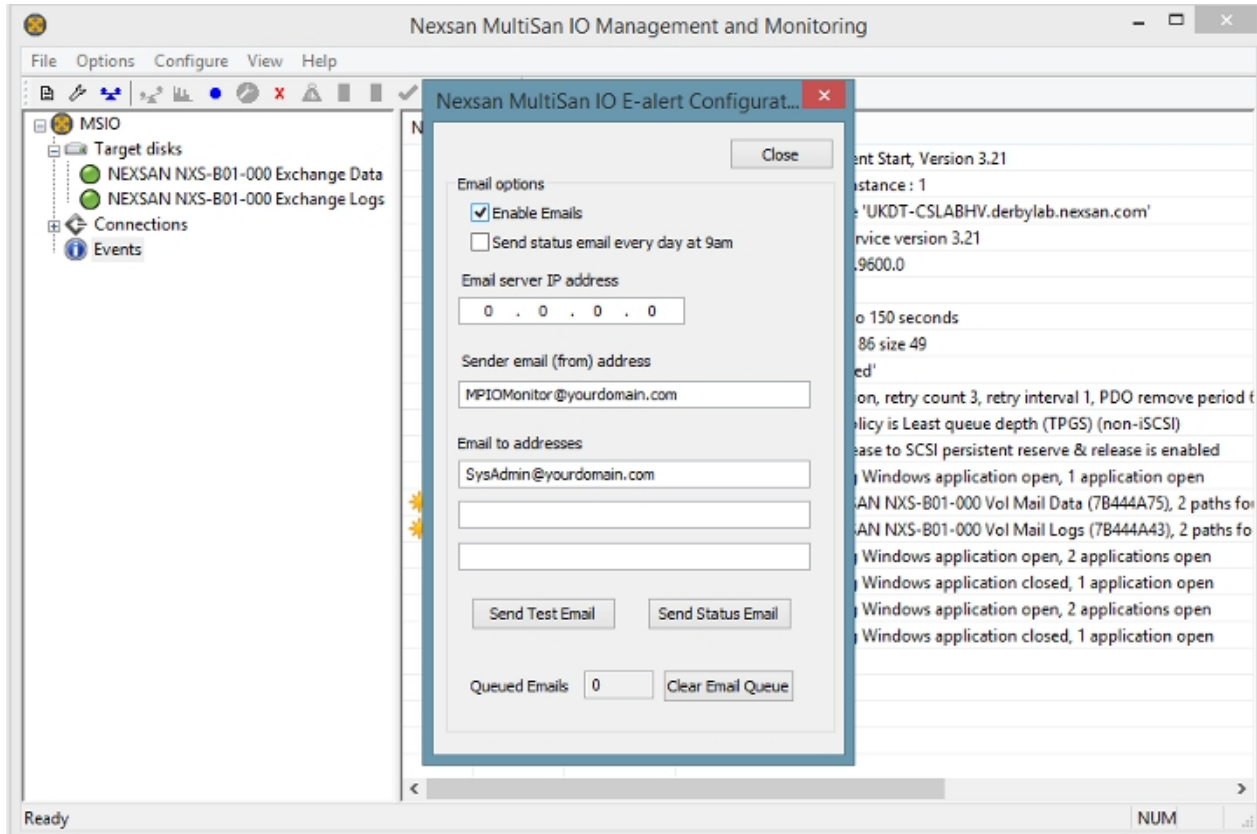 Nexsan MultiSan IO Management and Monitoring
File Options Configure View Help
MSIO
Target disks
NEXSAN NXS-B01-000 Exchange Data
NEXSAN NXS-B01-000 Exchange Logs
Connections
Events
N
ent Start, Version 3.21
nstance : 1
e 'UKDT-CSLABHV.derbylab.nexsan.com'
rvice version 3.21
.9600.0
o 150 seconds
86 size 49
ed'
on, retry count 3, retry interval 1, PDO remove period t
licy is Least queue depth (TPGS) (non-iSCSI)
ease to SCSI persistent reserve & release is enabled
Windows application open, 1 application open
SAN NXS-B01-000 Vol Mail Data (7B444A75), 2 paths fo
SAN NXS-B01-000 Vol Mail Logs (7B444A43), 2 paths fo
Windows application open, 2 applications open
Windows application closed, 1 application open
Windows application open, 2 applications open
Windows application closed, 1 application open
Nexsan MultiSan IO E-alert Configurat...
Close
Email options
Enable Emails
Send status email every day at 9am
Email server IP address
0 . 0 . 0 . 0
Sender email (from) address
MPIOMonitor@yourdomain.com
Email to addresses
SysAdmin@yourdomain.com
Send Test Email Send Status Email
Queued Emails 0 Clear Email Queue
Ready NUM